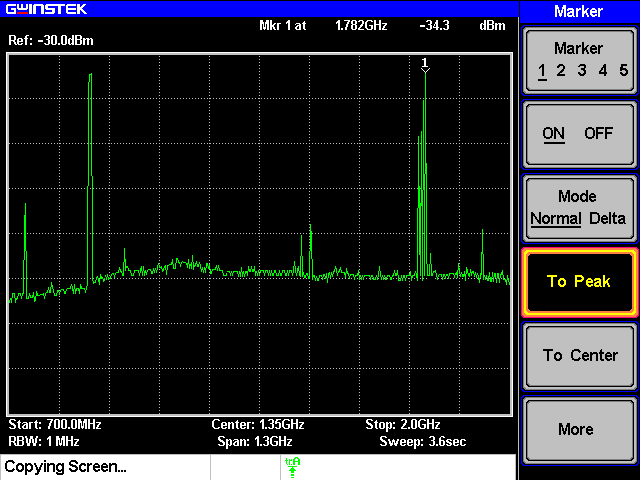 GWINSTEK
Marker
Mkr 1 at 1.782GHz -34.3 dBm
Ref: -30.0dBm
1
Marker
1 2 3 4 5
ON OFF
Mode
Normal Delta
To Peak
To Center
More
Start: 700.0MHz Center: 1.35GHz Stop: 2.0GHz
RBW: 1 MHz Span: 1.3GHz Sweep: 3.6sec
Copying Screen...
trA